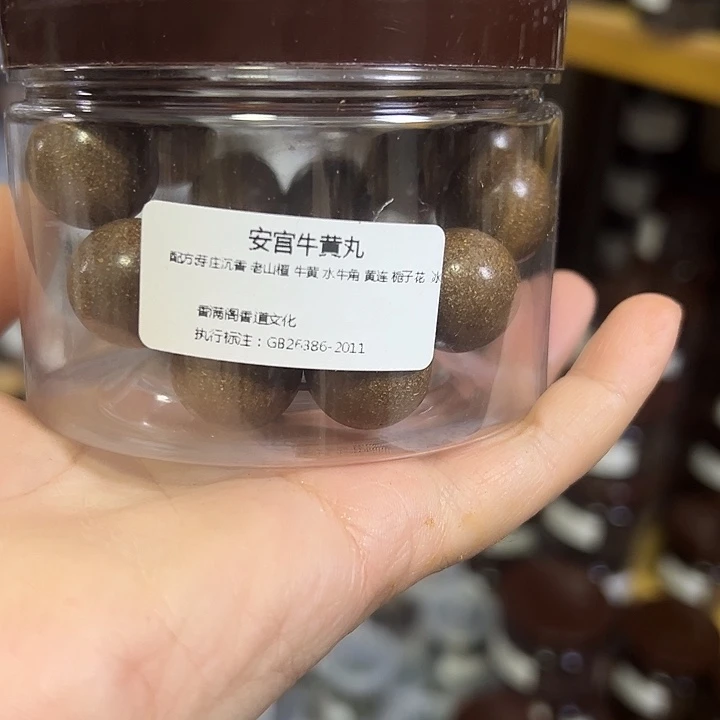 安宫牛黄丸
配方:芽庄沉香 老山檀 牛黄 水牛角 黄连 栀子花 冰
香满阁香道文化
执行标注：GB26386-2011